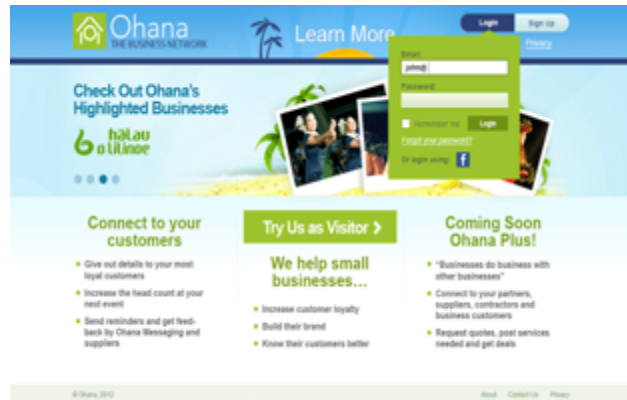 Ohana
THE BUSINESS NETWORK
Learn More
Login
Sign Up
Privacy
Email:
john@
Password:
Remember me
Login
Forgot your password?
Or login using:
f
Check Out Ohana's
Highlighted Businesses
hālau
o lilinoe
Connect to your
customers
Give out details to your most
loyal customers
Increase the head count at your
next event
Send reminders and get feed-
back by Ohana Messaging and
suppliers
Try Us as Visitor >
We help small
businesses...
Increase customer loyalty
Build their brand
Know their customers better
Coming Soon
Ohana Plus!
"Businesses do business with
other businesses"
Connect to your partners,
suppliers, contractors and
business customers
Request quotes, post services
needed and get deals
© Ohana, 2012
About
Contact Us
Privacy